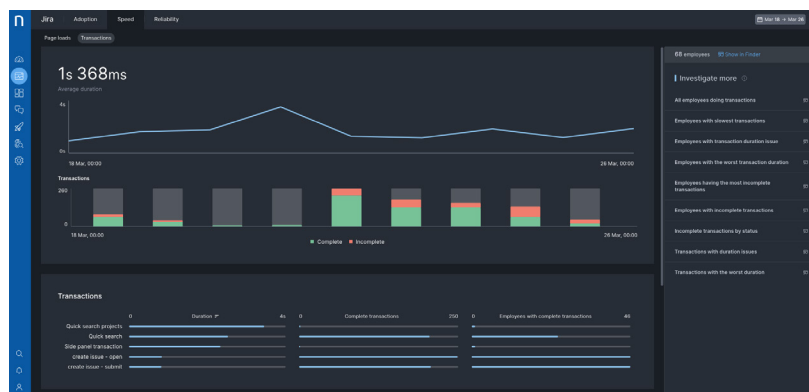 n
Jira
Adoption
Speed
Reliability
Mar 18 → Mar 26
Page loads
Transactions
1s 368ms
Average duration
4s
0s
18 Mar, 00:00
26 Mar, 00:00
Transactions
260
0
18 Mar, 00:00
26 Mar, 00:00
Complete
Incomplete
Transactions
0 Duration 4s
0 Complete transactions 250
0 Employees with complete transactions 40
Quick search projects
Quick search
Side panel transaction
create issue - open
create issue - submit
68 employees
Show in Finder
Investigate more
All employees doing transactions
Employees with slowest transactions
Employees with transaction duration issue
Employees with the worst transaction duration
Employees having the most incomplete
transactions
Employees with incomplete transactions
Incomplete transactions by status
Transactions with duration issues
Transactions with the worst duration